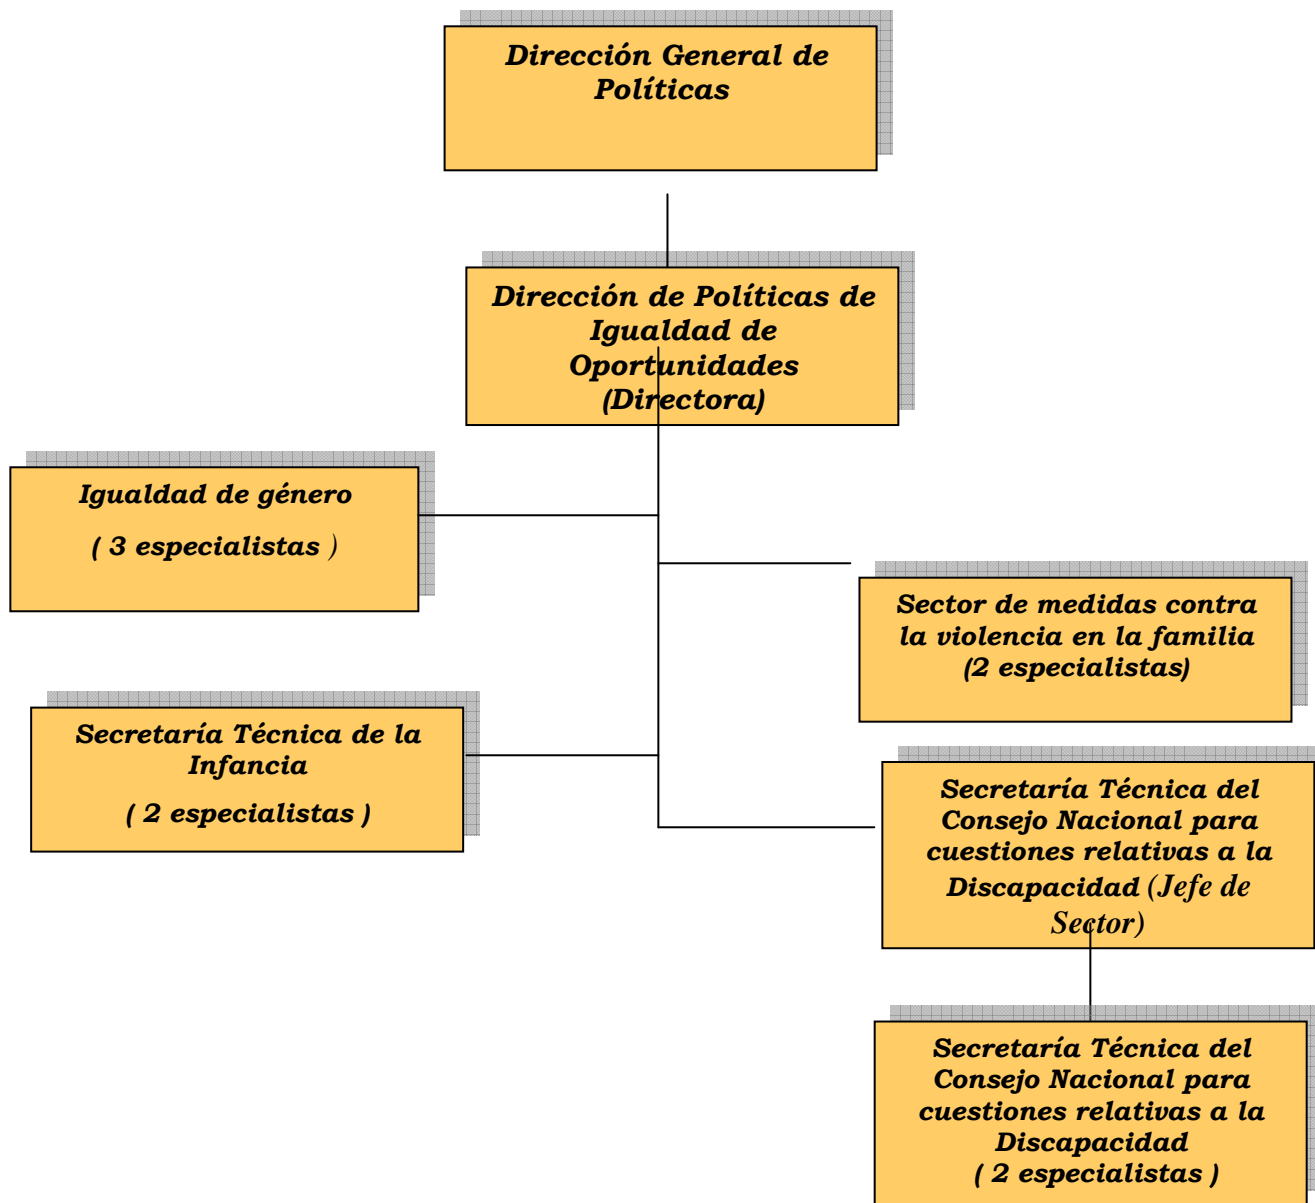 Dirección General de
Políticas
Dirección de Políticas de
Igualdad de
Oportunidades
(Directora)
Igualdad de género
( 3 especialistas )
Sector de medidas contra
la violencia en la familia
(2 especialistas)
Secretaría Técnica de la
Infancia
( 2 especialistas )
Secretaría Técnica del
Consejo Nacional para
cuestiones relativas a la
Discapacidad (Jefe de
Sector)
Secretaría Técnica del
Consejo Nacional para
cuestiones relativas a la
Discapacidad
( 2 especialistas )